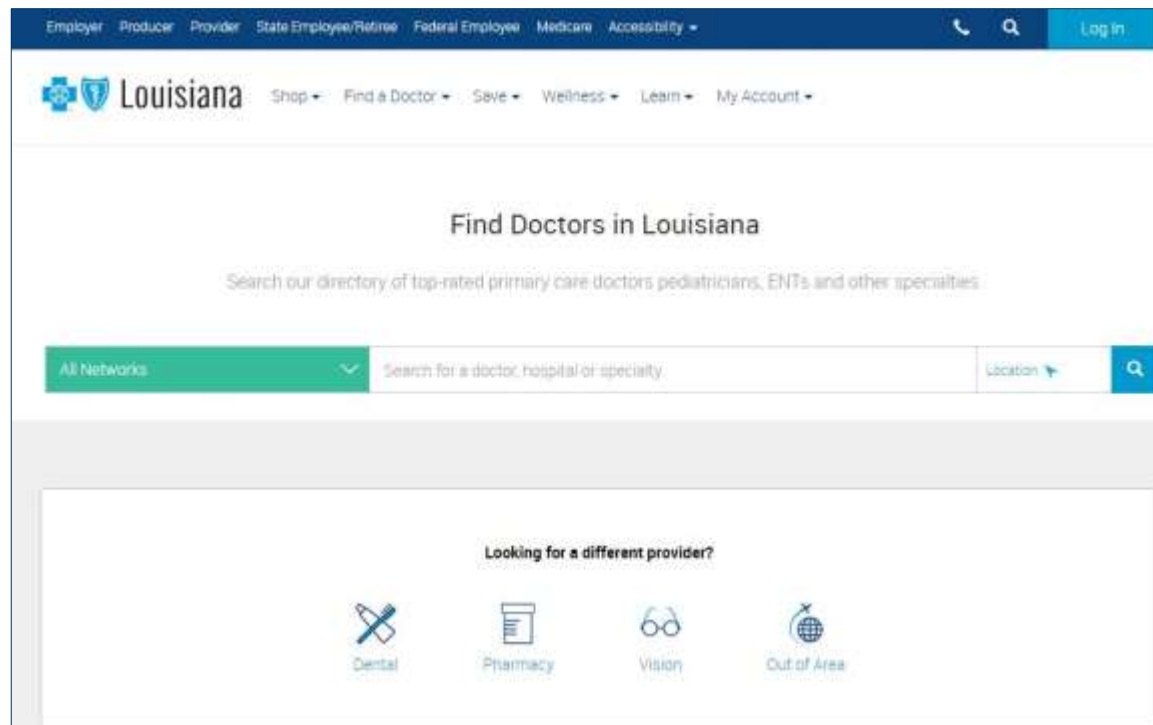 Employer Producer Provider State Employee/Retiree Federal Employee Medicare Accessibility Log In
Louisiana Shop Find a Doctor Save Wellness Learn My Account
Find Doctors in Louisiana
Search our directory of top-rated primary care doctors pediatricians, ENTs and other specialties.
All Networks Search for a doctor, hospital or specialty. Location
Looking for a different provider?
Dental Pharmacy Vision Out of Area